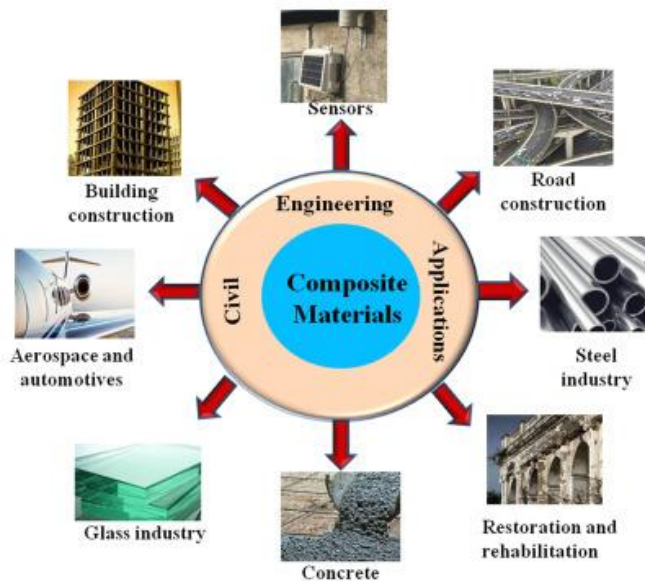 Sensors
Building
construction
Road
construction
Engineering
Civil
Applications
Composite
Materials
Aerospace and
automotives
Steel
industry
Glass industry
Concrete
Restoration and
rehabilitation